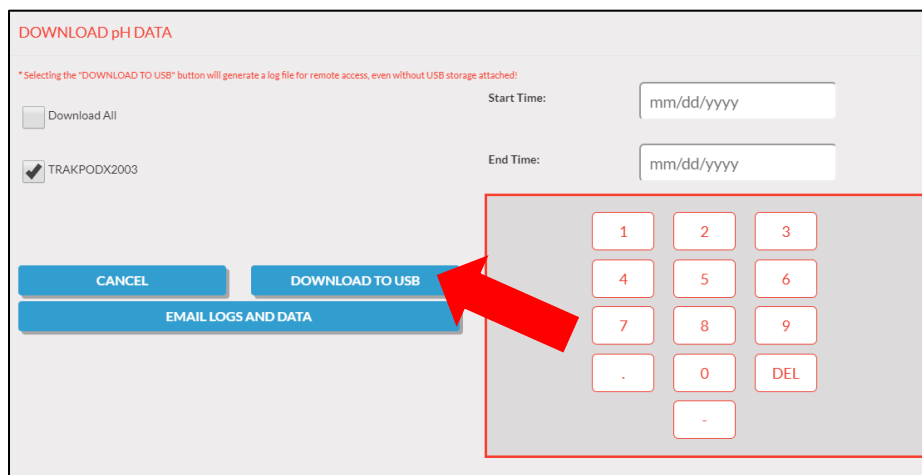 DOWNLOAD pH DATA
*Selecting the "DOWNLOAD TO USB" button will generate a log file for remote access, even without USB storage attached!
Download All
TRAKPODX2003
Start Time:
mm/dd/yyyy
End Time:
mm/dd/yyyy
CANCEL
DOWNLOAD TO USB
EMAIL LOGS AND DATA
1 2 3
4 5 6
7 8 9
. 0 DEL
-